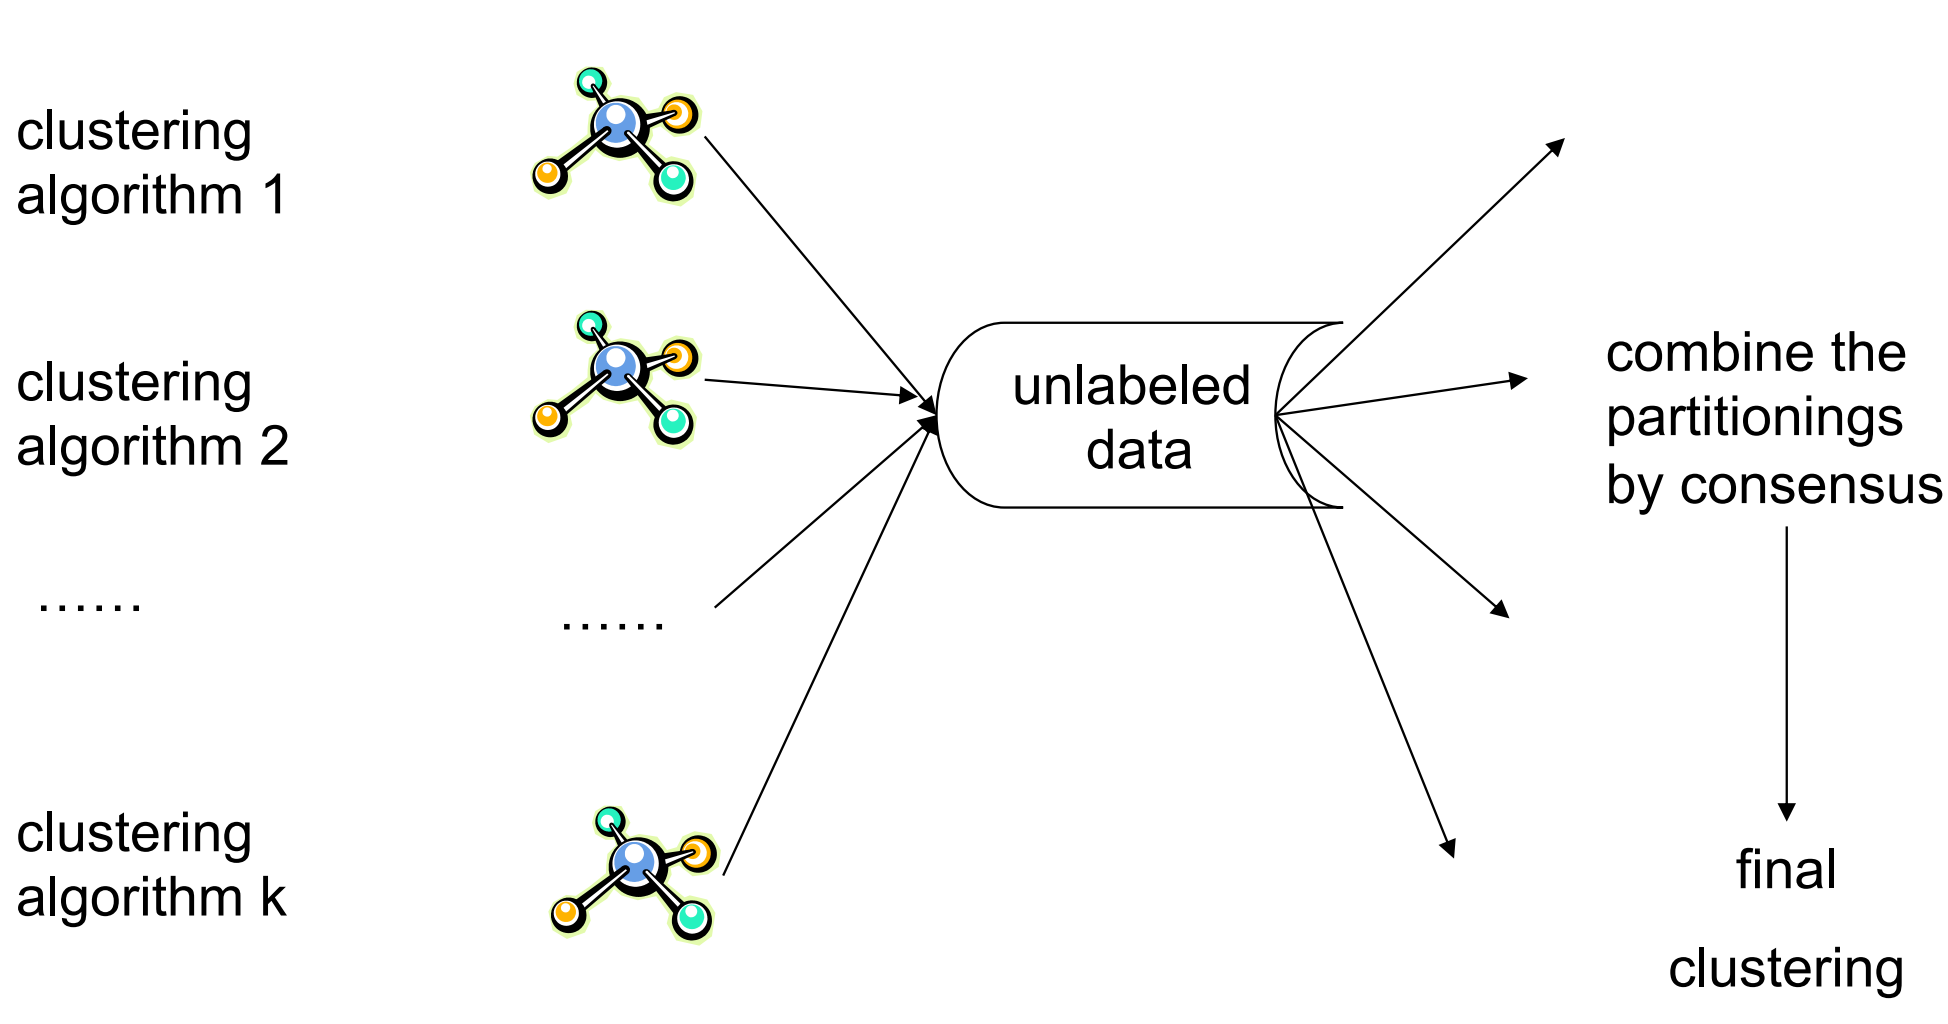 clustering
algorithm 1
clustering
algorithm 2
......
......
clustering
algorithm k
unlabeled
data
combine the
partitionings
by consensus
final
clustering